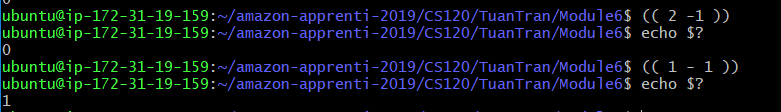 0
ubuntu@ip-172-31-19-159:~/amazon-apprenti-2019/CS120/TuanTran/Module6$ (( 2 -1 ))
ubuntu@ip-172-31-19-159:~/amazon-apprenti-2019/CS120/TuanTran/Module6$ echo $?
0
ubuntu@ip-172-31-19-159:~/amazon-apprenti-2019/CS120/TuanTran/Module6$ (( 1 - 1 ))
ubuntu@ip-172-31-19-159:~/amazon-apprenti-2019/CS120/TuanTran/Module6$ echo $?
1